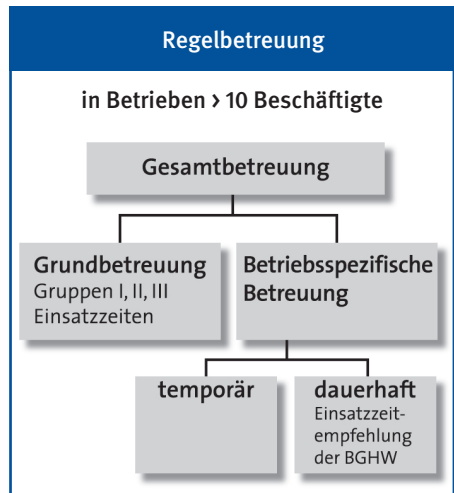 Regelbetreuung
in Betrieben > 10 Beschäftigte
Gesamtbetreuung
Grundbetreuung
Gruppen I, II, III
Einsatzzeiten
Betriebsspezifische
Betreuung
temporär
dauerhaft
Einsatzzeit-
empfehlung
der BGHW